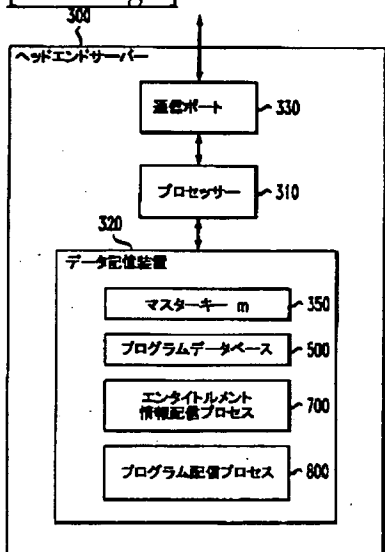 300
ヘッドエンドサーバー
通信ポート
330
プロセッサー
310
320
データ記憶装置
マスターキー m
350
プログラムデータベース
500
エンタイトルメント
情報配信プロセス
700
プログラム配信プロセス
800